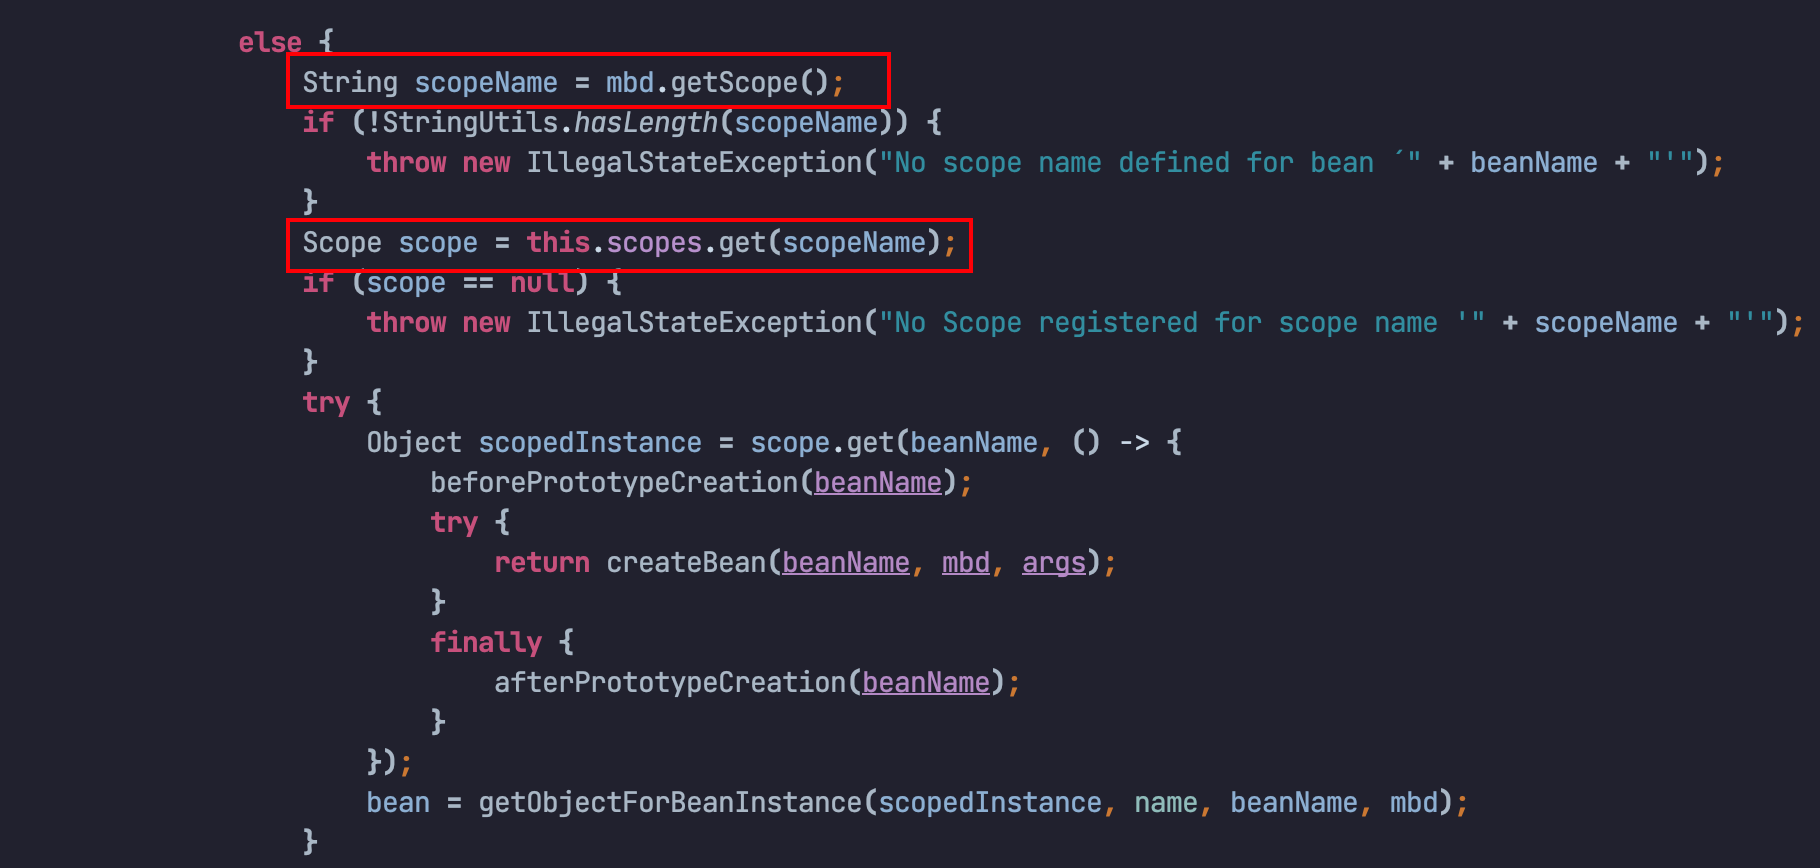 else {
String scopeName = mbd.getScope();
if (!StringUtils.hasLength(scopeName)) {
throw new IllegalStateException("No scope name defined for bean ´" + beanName + "'");
}
Scope scope = this.scopes.get(scopeName);
if (scope == null) {
throw new IllegalStateException("No Scope registered for scope name '" + scopeName + "'");
}
try {
Object scopedInstance = scope.get(beanName, () -> {
beforePrototypeCreation(beanName);
try {
return createBean(beanName, mbd, args);
}
finally {
afterPrototypeCreation(beanName);
}
});
bean = getObjectForBeanInstance(scopedInstance, name, beanName, mbd);
}